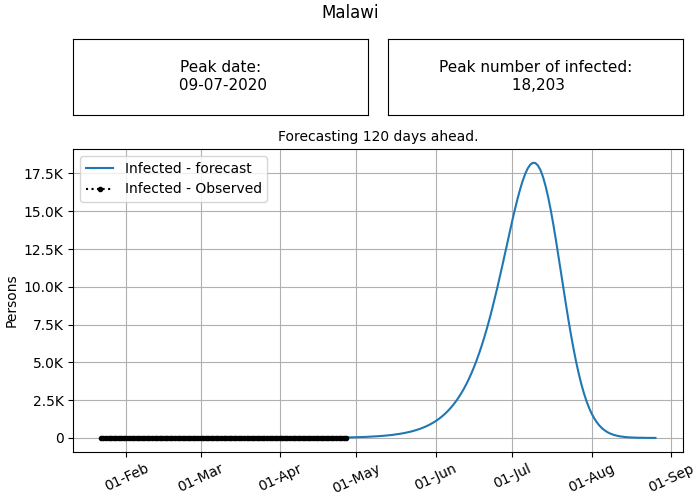 Malawi
Peak date:
09-07-2020
Peak number of infected:
18,203
Forecasting 120 days ahead.
Infected - forecast
Infected - Observed
Persons
17.5K
15.0K
12.5K
10.0K
7.5K
5.0K
2.5K
0
01-Feb
01-Mar
01-Apr
01-May
01-Jun
01-Jul
01-Aug
01-Sep